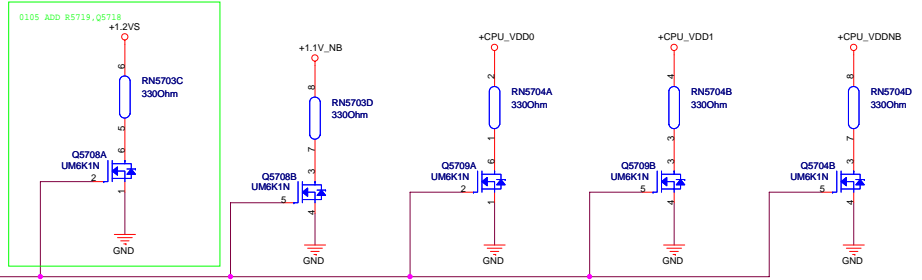 0105 ADD R5719,Q5718
+1.2VS
6
RN5703C
330Ohm
5
6
Q5708A
UM6K1N
2
1
GND
+1.1V_NB
8
RN5703D
330Ohm
7
3
Q5708B
UM6K1N
5
4
GND
+CPU_VDD0
2
RN5704A
330Ohm
1
6
Q5709A
UM6K1N
2
1
GND
+CPU_VDD1
4
RN5704B
330Ohm
3
3
Q5709B
UM6K1N
5
4
GND
+CPU_VDDNB
8
RN5704D
330Ohm
7
3
Q5704B
UM6K1N
5
4
GND